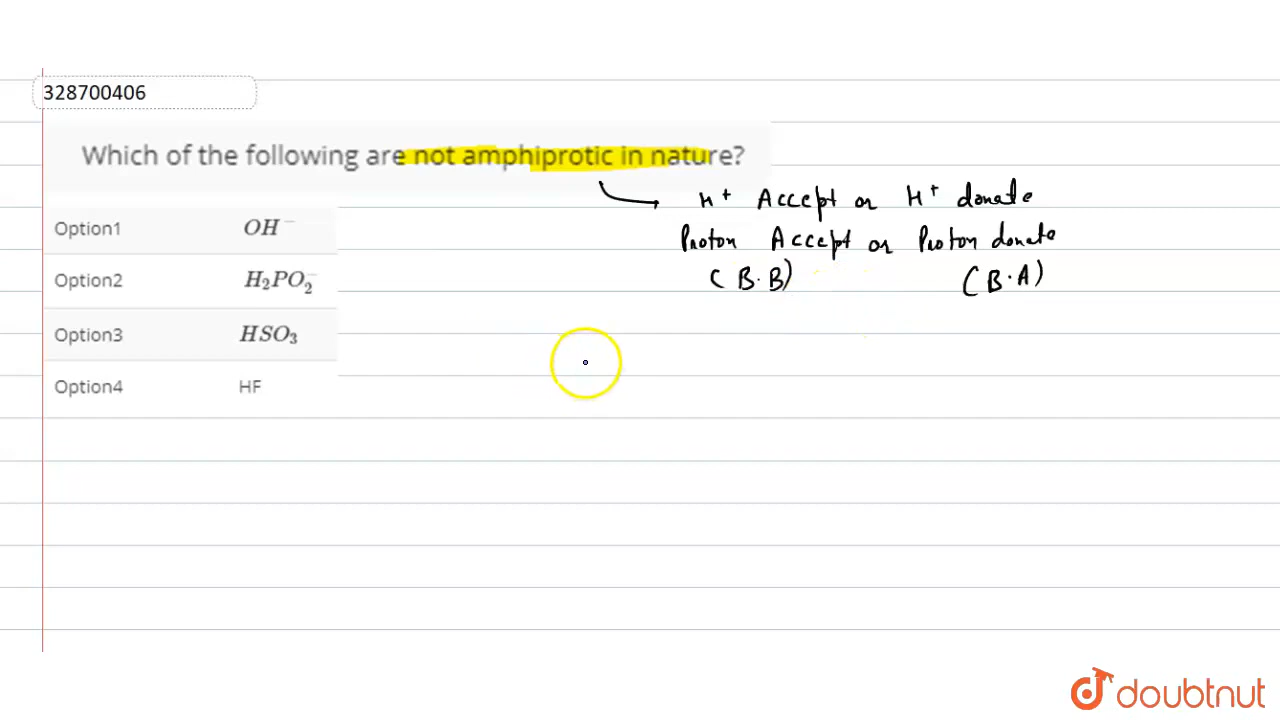 328700406
Which of the following are not amphiprotic in nature?
H⁺ Accept or H⁺ donate
Option1 OH⁻
Proton Accept or Proton donate
(B.B) (B.A)
Option2 H₂PO₂⁻
Option3 HSO₃
Option4 HF
doubtnut